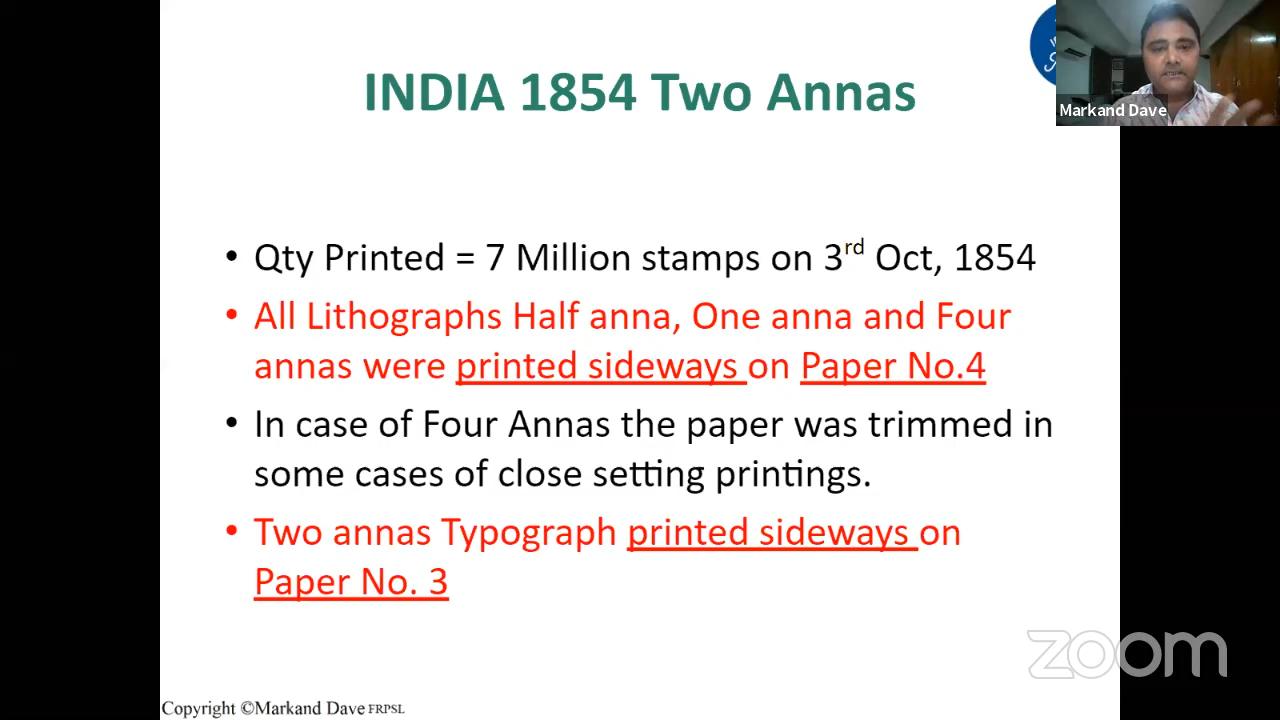 INDIA 1854 Two Annas
Markand Dave
• Qty Printed = 7 Million stamps on 3rd Oct, 1854
• All Lithographs Half anna, One anna and Four
annas were printed sideways on Paper No.4
• In case of Four Annas the paper was trimmed in
some cases of close setting printings.
• Two annas Typograph printed sideways on
Paper No. 3
zoom
Copyright ©Markand Dave FRPSL